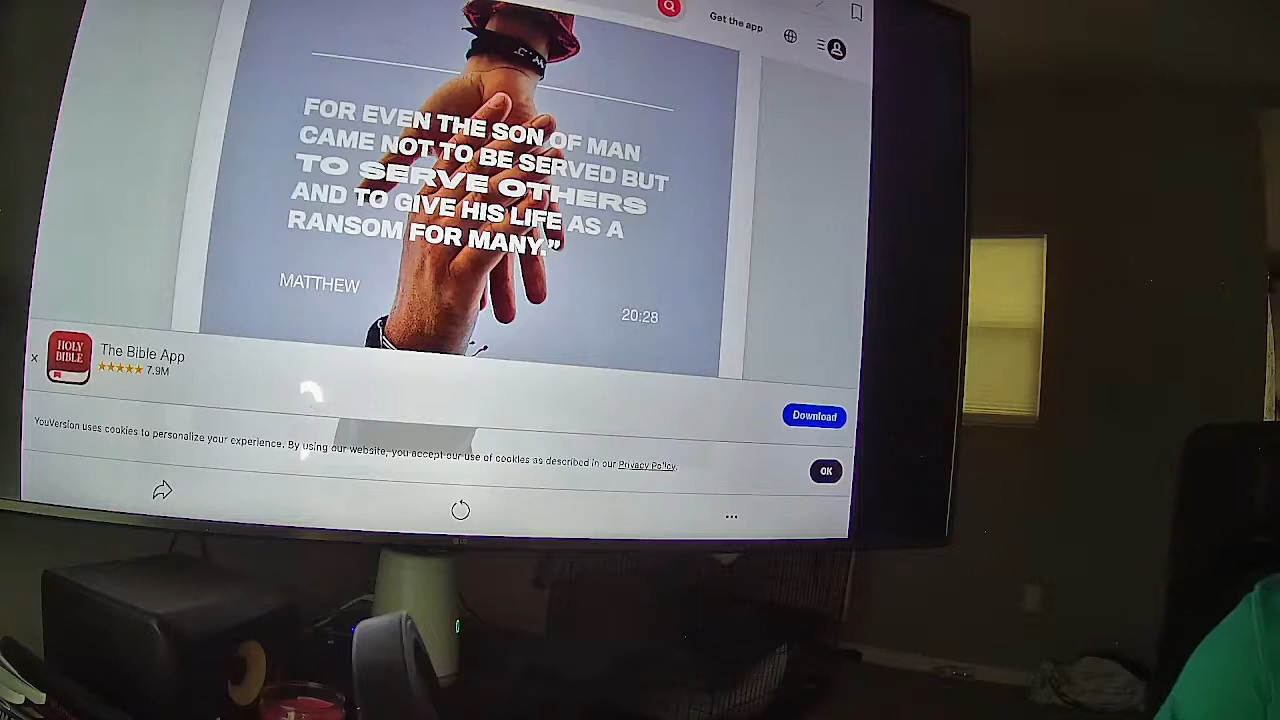 Get the app
FOR EVEN THE SON OF MAN
CAME NOT TO BE SERVED BUT
TO SERVE OTHERS
AND TO GIVE HIS LIFE AS A
RANSOM FOR MANY.”
MATTHEW
20:28
HOLY
BIBLE
The Bible App
7.9M
Download
YouVersion uses cookies to personalize your experience. By using our website, you accept our use of cookies as described in our Privacy Policy.
OK
LG